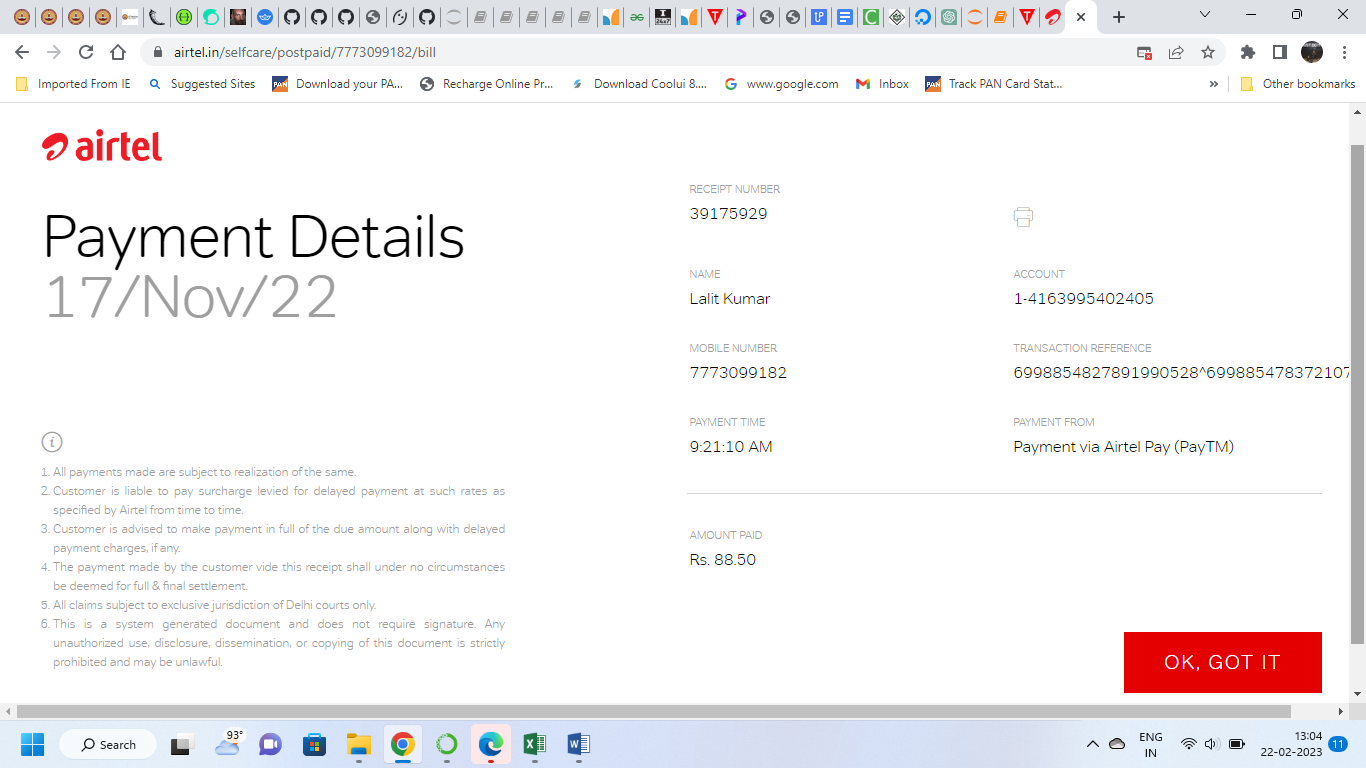 airtel.in/selfcare/postpaid/7773099182/bill
Imported From IE
Suggested Sites
Download your PA...
Recharge Online Pr...
Download Coolui 8....
www.google.com
Inbox
Track PAN Card Stat...
»
Other bookmarks
airtel
Payment Details
17/Nov/22
RECEIPT NUMBER
39175929
NAME
Lalit Kumar
ACCOUNT
1-4163995402405
MOBILE NUMBER
7773099182
TRANSACTION REFERENCE
6998854827891990528^699885478372107
PAYMENT TIME
9:21:10 AM
PAYMENT FROM
Payment via Airtel Pay (PayTM)
AMOUNT PAID
Rs. 88.50
1. All payments made are subject to realization of the same.
2. Customer is liable to pay surcharge levied for delayed payment at such rates as
specified by Airtel from time to time.
3. Customer is advised to make payment in full of the due amount along with delayed
payment charges, if any.
4. The payment made by the customer vide this receipt shall under no circumstances
be deemed for full & final settlement.
5. All claims subject to exclusive jurisdiction of Delhi courts only.
6. This is a system generated document and does not require signature. Any
unauthorized use, disclosure, dissemination, or copying of this document is strictly
prohibited and may be unlawful.
OK, GOT IT
Search
93°
ENG
IN
13:04
22-02-2023
11